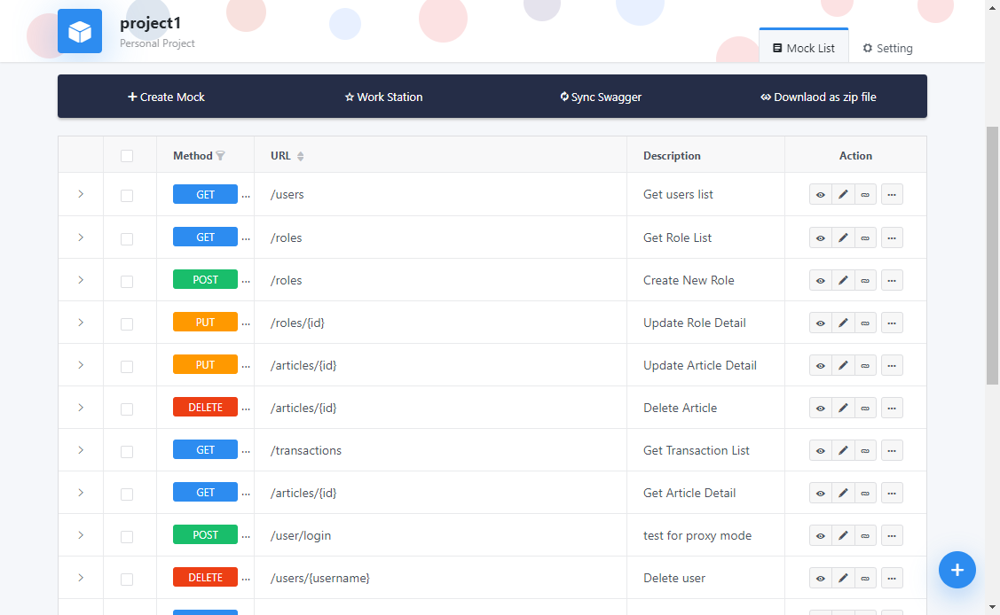 project1
Personal Project
Mock List Setting
Create Mock Work Station Sync Swagger Downlaod as zip file
Method URL Description Action
GET ... /users Get users list
GET ... /roles Get Role List
POST ... /roles Create New Role
PUT ... /roles/{id} Update Role Detail
PUT ... /articles/{id} Update Article Detail
DELETE ... /articles/{id} Delete Article
GET ... /transactions Get Transaction List
GET ... /articles/{id} Get Article Detail
POST ... /user/login test for proxy mode
DELETE ... /users/{username} Delete user